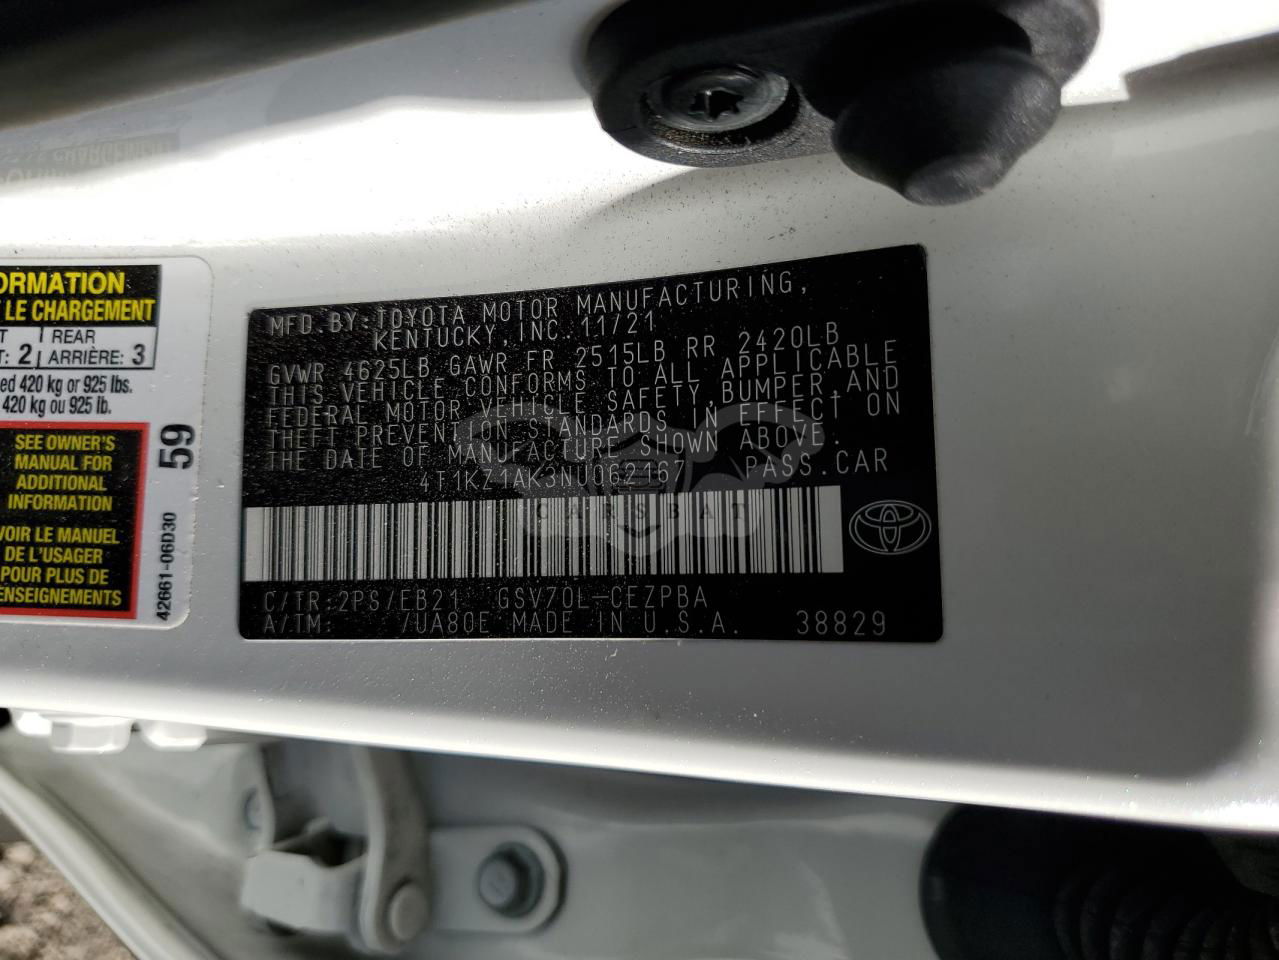 ORMATION
LE CHARGEMENT
REAR
: 2 ARRIÈRE: 3
ed 420 kg or 925 lbs.
420 kg ou 925 lb.
SEE OWNER'S
MANUAL FOR
ADDITIONAL
INFORMATION
VOIR LE MANUEL
DE L'USAGER
POUR PLUS DE
ENSEIGNEMENTS
59
42661-06D30
MFD. BY: TOYOTA MOTOR MANUFACTURING,
KENTUCKY, INC. 11/21
GVWR 4625LB GAWR FR 2515LB RR 2420LB
THIS VEHICLE CONFORMS TO ALL APPLICABLE
FEDERAL MOTOR VEHICLE SAFETY, BUMPER, AND
THEFT PREVENTION STANDARDS IN EFFECT ON
THE DATE OF MANUFACTURE SHOWN ABOVE.
4T1KZ1AK3NU062167 PASS. CAR
CARSBAT
C/TR: 2PS/EB21 GSV70L-CEZPBA
A/TM: /UA80E MADE IN U.S.A. 38829